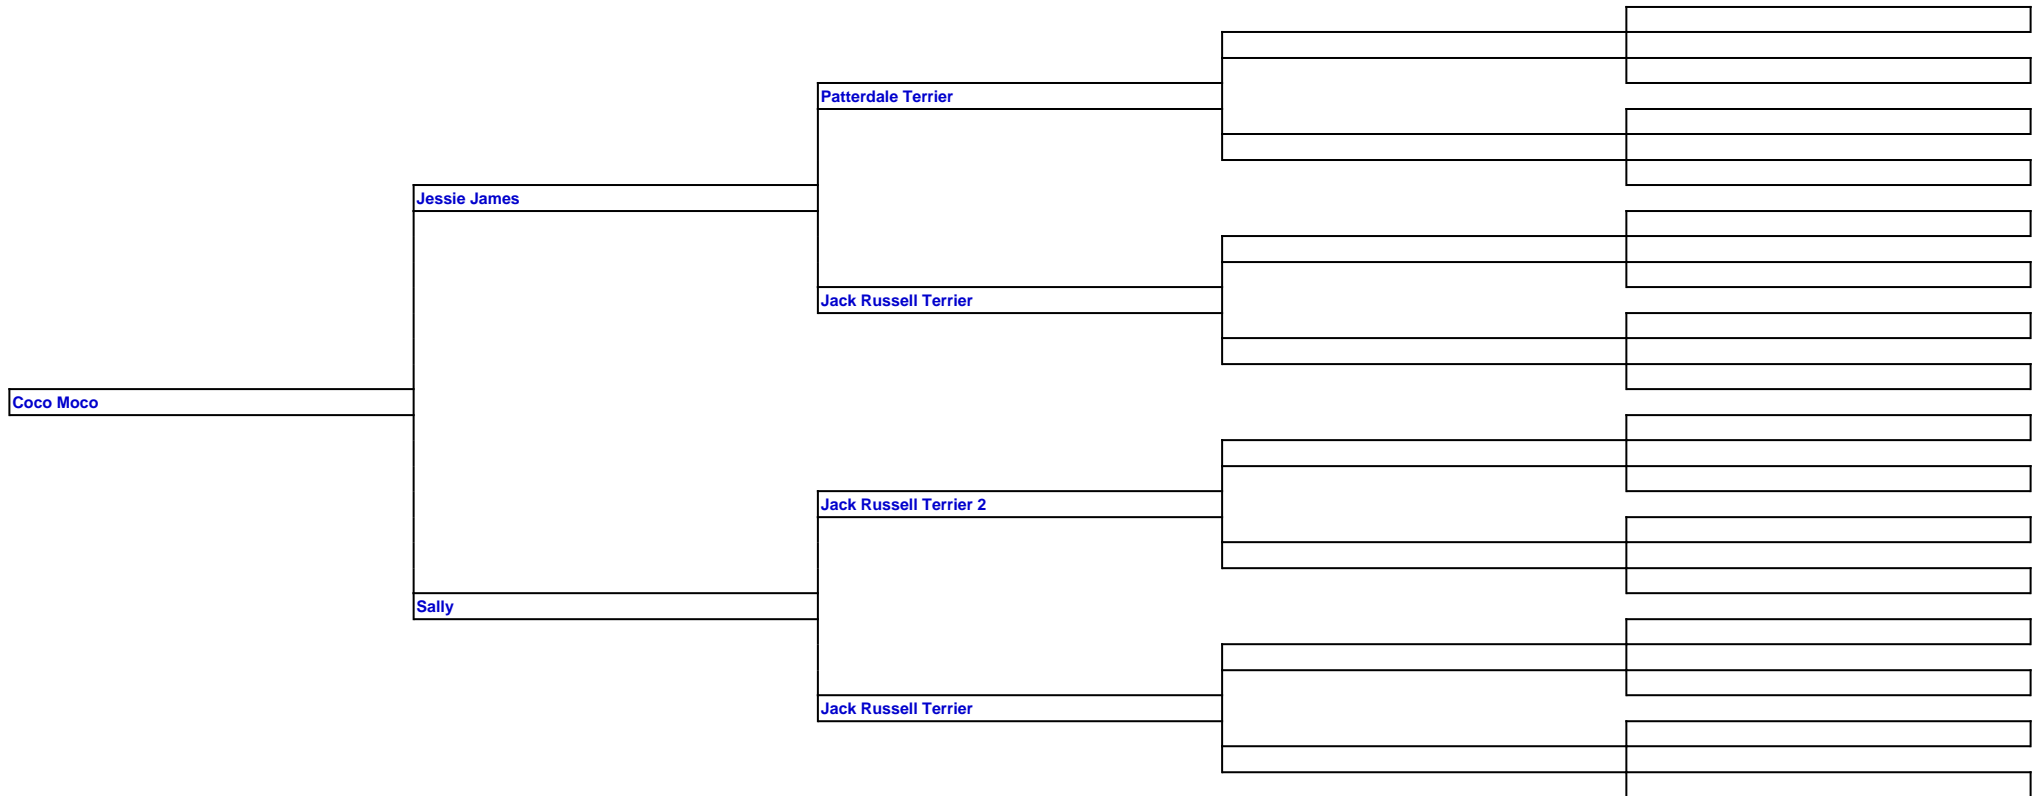 Patterdale Terrier
Jessie James
Jack Russell Terrier
Coco Moco
Jack Russell Terrier 2
Sally
Jack Russell Terrier